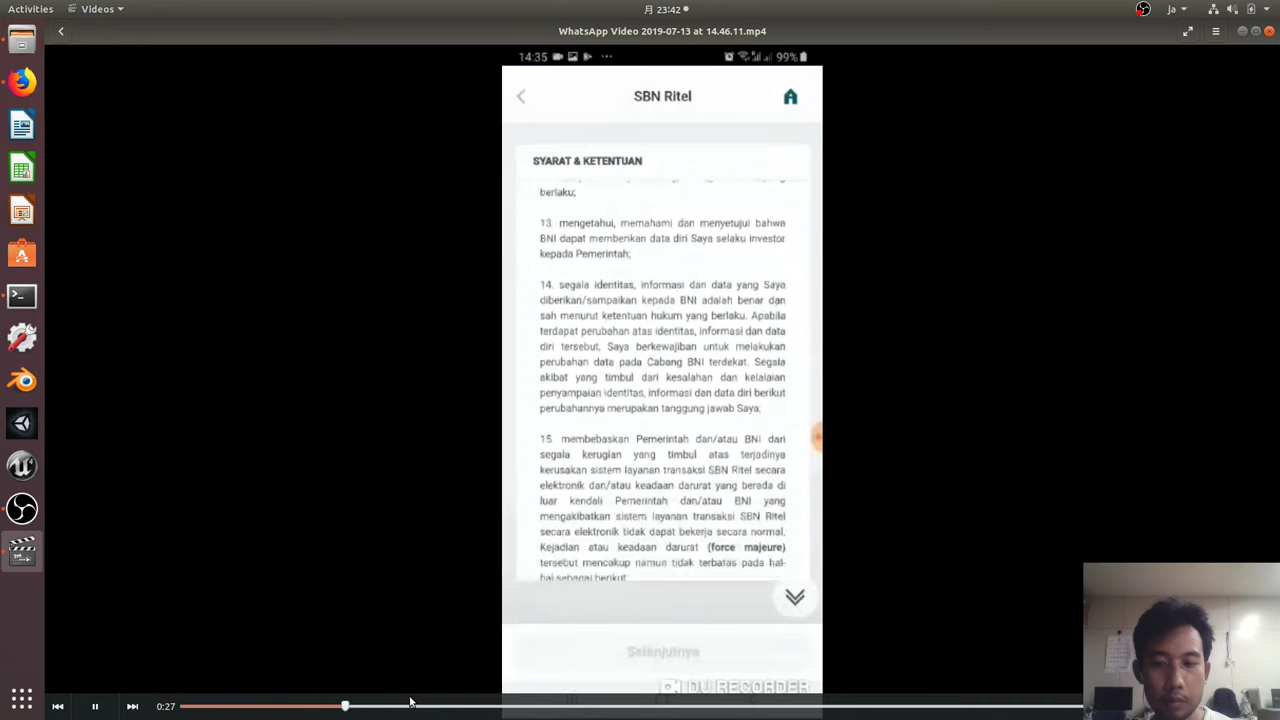 Activities
Videos
月 23:42
ja
WhatsApp Video 2019-07-13 at 14.46.11.mp4
14:35
99%
SBN Ritel
SYARAT & KETENTUAN
berlaku;
13. mengetahui, memahami dan menyetujui bahwa
BNI dapat memberikan data diri Saya selaku investor
kepada Pemerintah;
14. segala identitas, informasi dan data yang Saya
diberikan/sampaikan kepada BNI adalah benar dan
sah menurut ketentuan hukum yang berlaku. Apabila
terdapat perubahan atas identitas, informasi dan data
diri tersebut, Saya berkewajiban untuk melakukan
perubahan data pada Cabang BNI terdekat. Segala
akibat yang timbul dari kesalahan dan kelalaian
penyampaian identitas, informasi dan data diri berikut
perubahannya merupakan tanggung jawab Saya;
15. membebaskan Pemerintah dan/atau BNI dari
segala kerugian yang timbul atas terjadinya
kerusakan sistem layanan transaksi SBN Ritel secara
elektronik dan/atau keadaan darurat yang berada di
luar kendali Pemerintah dan/atau BNI yang
mengakibatkan sistem layanan transaksi SBN Ritel
secara elektronik tidak dapat bekerja secara normal.
Kejadian atau keadaan darurat (force majeure)
tersebut mencakup namun tidak terbatas pada hal-
hal sebagai berikut
Selanjutnya
DU RECORDER
0:27